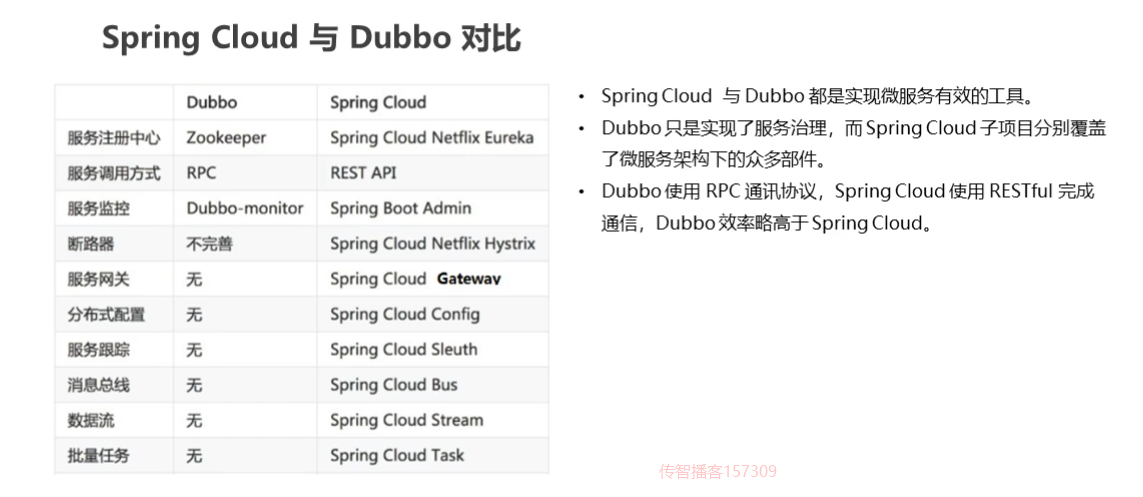 Spring Cloud 与 Dubbo 对比
Dubbo Spring Cloud
服务注册中心 Zookeeper Spring Cloud Netflix Eureka
服务调用方式 RPC REST API
服务监控 Dubbo-monitor Spring Boot Admin
断路器 不完善 Spring Cloud Netflix Hystrix
服务网关 无 Spring Cloud Gateway
分布式配置 无 Spring Cloud Config
服务跟踪 无 Spring Cloud Sleuth
消息总线 无 Spring Cloud Bus
数据流 无 Spring Cloud Stream
批量任务 无 Spring Cloud Task
• Spring Cloud 与 Dubbo 都是实现微服务有效的工具。
• Dubbo 只是实现了服务治理，而 Spring Cloud 子项目分别覆盖
了微服务架构下的众多部件。
• Dubbo 使用 RPC 通讯协议，Spring Cloud 使用 RESTful 完成
通信，Dubbo 效率略高于 Spring Cloud。
传智播客157309